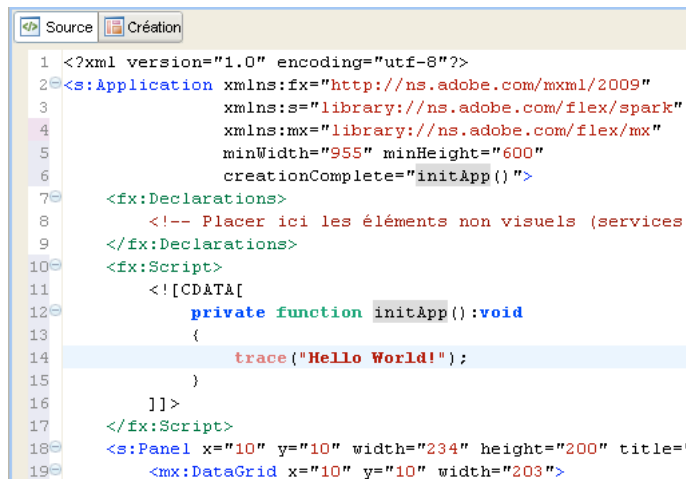 Source Création
1 <?xml version="1.0" encoding="utf-8"?>
2 <s:Application xmlns:fx="http://ns.adobe.com/mxml/2009"
3 xmlns:s="library://ns.adobe.com/flex/spark"
4 xmlns:mx="library://ns.adobe.com/flex/mx"
5 minWidth="955" minHeight="600"
6 creationComplete="initApp()">
7 <fx:Declarations>
8 <!-- Placer ici les éléments non visuels (services
9 </fx:Declarations>
10 <fx:Script>
11 <![CDATA[
12 private function initApp():void
13 {
14 trace("Hello World!");
15 }
16 ]]>
17 </fx:Script>
18 <s:Panel x="10" y="10" width="234" height="200" title="
19 <mx:DataGrid x="10" y="10" width="203">